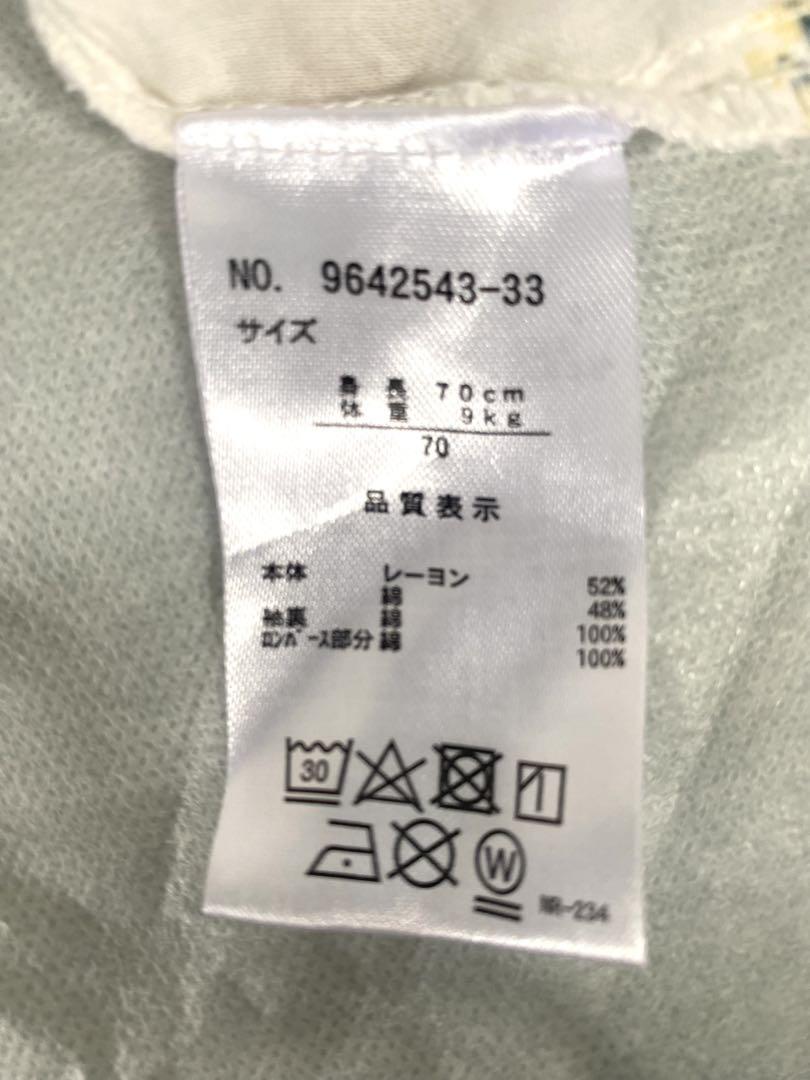 NO. 9642543-33
サイズ
身長 70cm
体重 9kg
70
品質表示
本体 レーヨン 52%
綿 48%
袖裏 綿 100%
ロンパース部分 綿 100%
30
W
NR-234